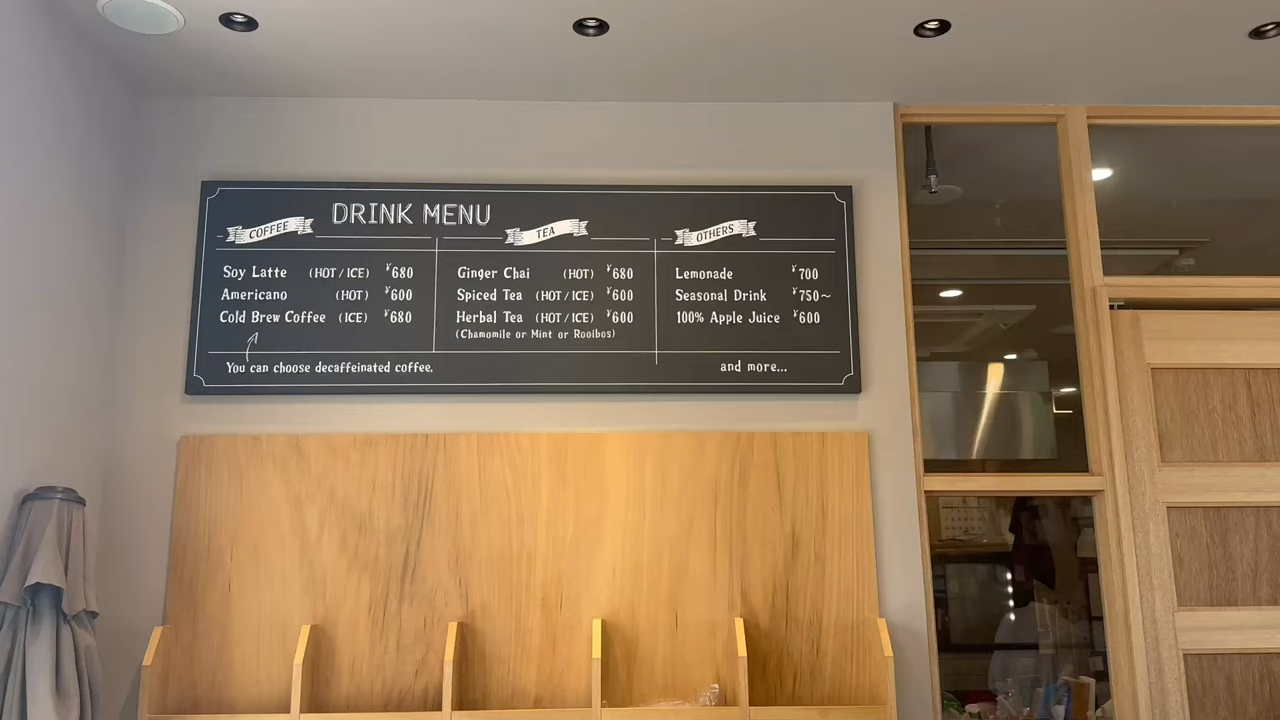 DRINK MENU
COFFEE
Soy Latte (HOT / ICE) ¥680
Americano (HOT) ¥600
Cold Brew Coffee (ICE) ¥680
You can choose decaffeinated coffee.
TEA
Ginger Chai (HOT) ¥680
Spiced Tea (HOT / ICE) ¥600
Herbal Tea (HOT / ICE) ¥600
(Chamomile or Mint or Rooibos)
OTHERS
Lemonade ¥700
Seasonal Drink ¥750~
100% Apple Juice ¥600
and more...